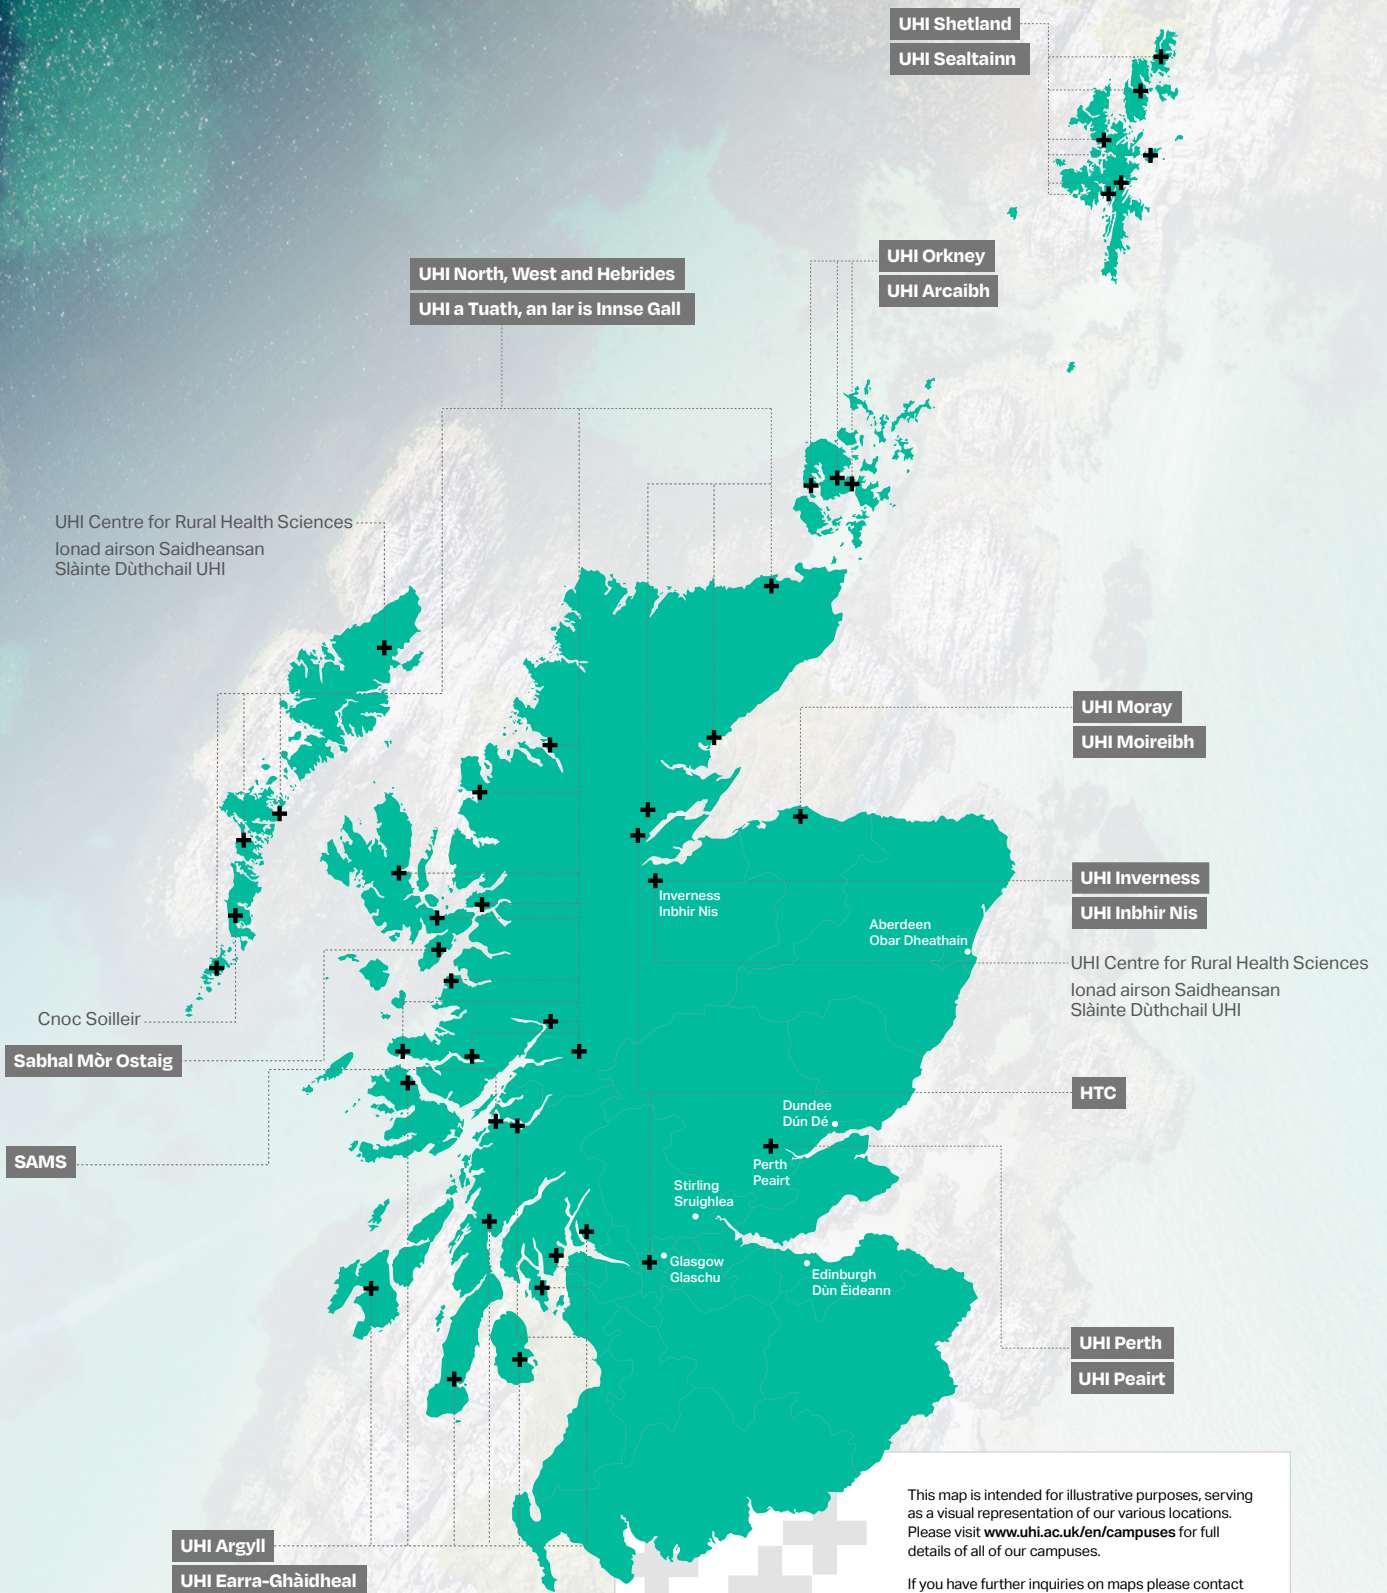 UHI Shetland
UHI Sealtainn
UHI Orkney
UHI Arcaibh
UHI North, West and Hebrides
UHI a Tuath, an Iar is Innse Gall
UHI Centre for Rural Health Sciences
Ionad airson Saidheansan
Slàinte Dùthchail UHI
UHI Moray
UHI Moireibh
UHI Inverness
UHI Inbhir Nis
Inverness
Inbhir Nis
Aberdeen
Obar Dheathain
UHI Centre for Rural Health Sciences
Ionad airson Saidheansan
Slàinte Dùthchail UHI
Cnoc Soilleir
Sabhal Mòr Ostaig
HTC
Dundee
Dún Dé
SAMS
Perth
Peairt
Stirling
Sruighlea
Glasgow
Glaschu
Edinburgh
Dùn Èideann
UHI Perth
UHI Peairt
UHI Argyll
UHI Earra-Ghàidheal
This map is intended for illustrative purposes, serving
as a visual representation of our various locations.
Please visit www.uhi.ac.uk/en/campuses for full
details of all of our campuses.
If you have further inquiries on maps please contact